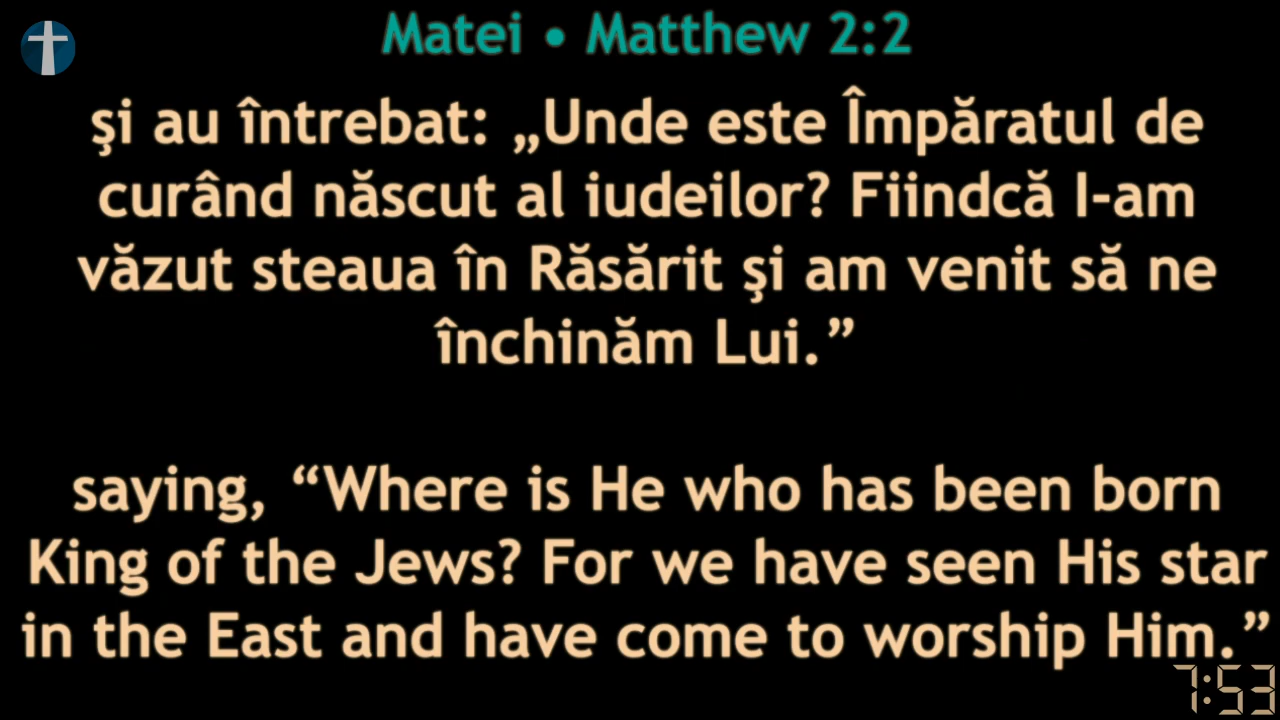 Matei • Matthew 2:2
şi au întrebat: „Unde este Împăratul de
curând născut al iudeilor? Fiindcă I-am
văzut steaua în Răsărit şi am venit să ne
închinăm Lui.”
saying, “Where is He who has been born
King of the Jews? For we have seen His star
in the East and have come to worship Him.”
7:53